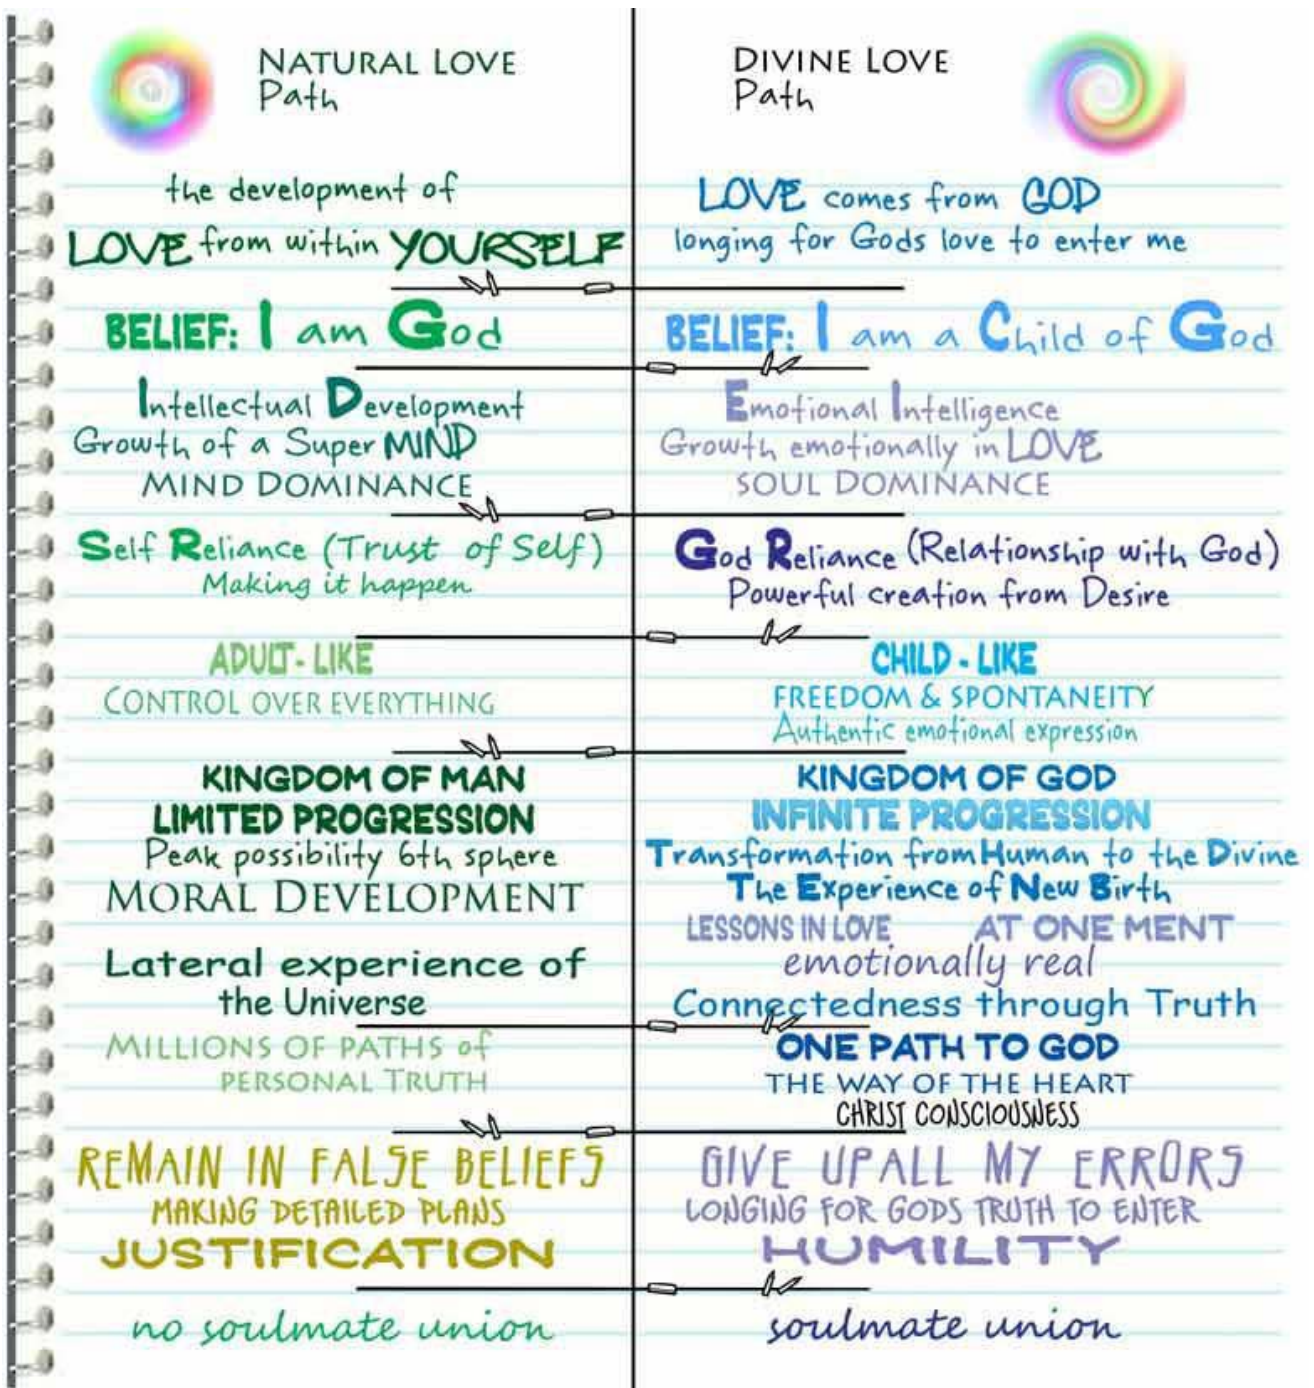 NATURAL LOVE
Path
the development of
LOVE from within YOURSELF
BELIEF: I am God
Intellectual Development
Growth of a Super MIND
MIND DOMINANCE
Self Reliance (Trust of Self)
Making it happen
ADULT-LIKE
CONTROL OVER EVERYTHING
KINGDOM OF MAN
LIMITED PROGRESSION
Peak possibility 6th sphere
MORAL DEVELOPMENT
Lateral experience of
the Universe
MILLIONS OF PATHS of
PERSONAL TRUTH
REMAIN IN FALSE BELIEFS
MAKING DETAILED PLANS
JUSTIFICATION
no soulmate union
DIVINE LOVE
Path
LOVE comes from GOD
longing for Gods love to enter me
BELIEF: I am a Child of God
Emotional Intelligence
Growth emotionally in LOVE
SOUL DOMINANCE
God Reliance (Relationship with God)
Powerful creation from Desire
CHILD-LIKE
FREEDOM & SPONTANEITY
Authentic emotional expression
KINGDOM OF GOD
INFINITE PROGRESSION
Transformation from Human to the Divine
The Experience of New Birth
LESSONS IN LOVE AT ONE MENT
emotionally real
Connectedness through Truth
ONE PATH TO GOD
THE WAY OF THE HEART
CHRIST CONSCIOUSNESS
GIVE UP ALL MY ERRORS
LONGING FOR GODS TRUTH TO ENTER
HUMILITY
soulmate union